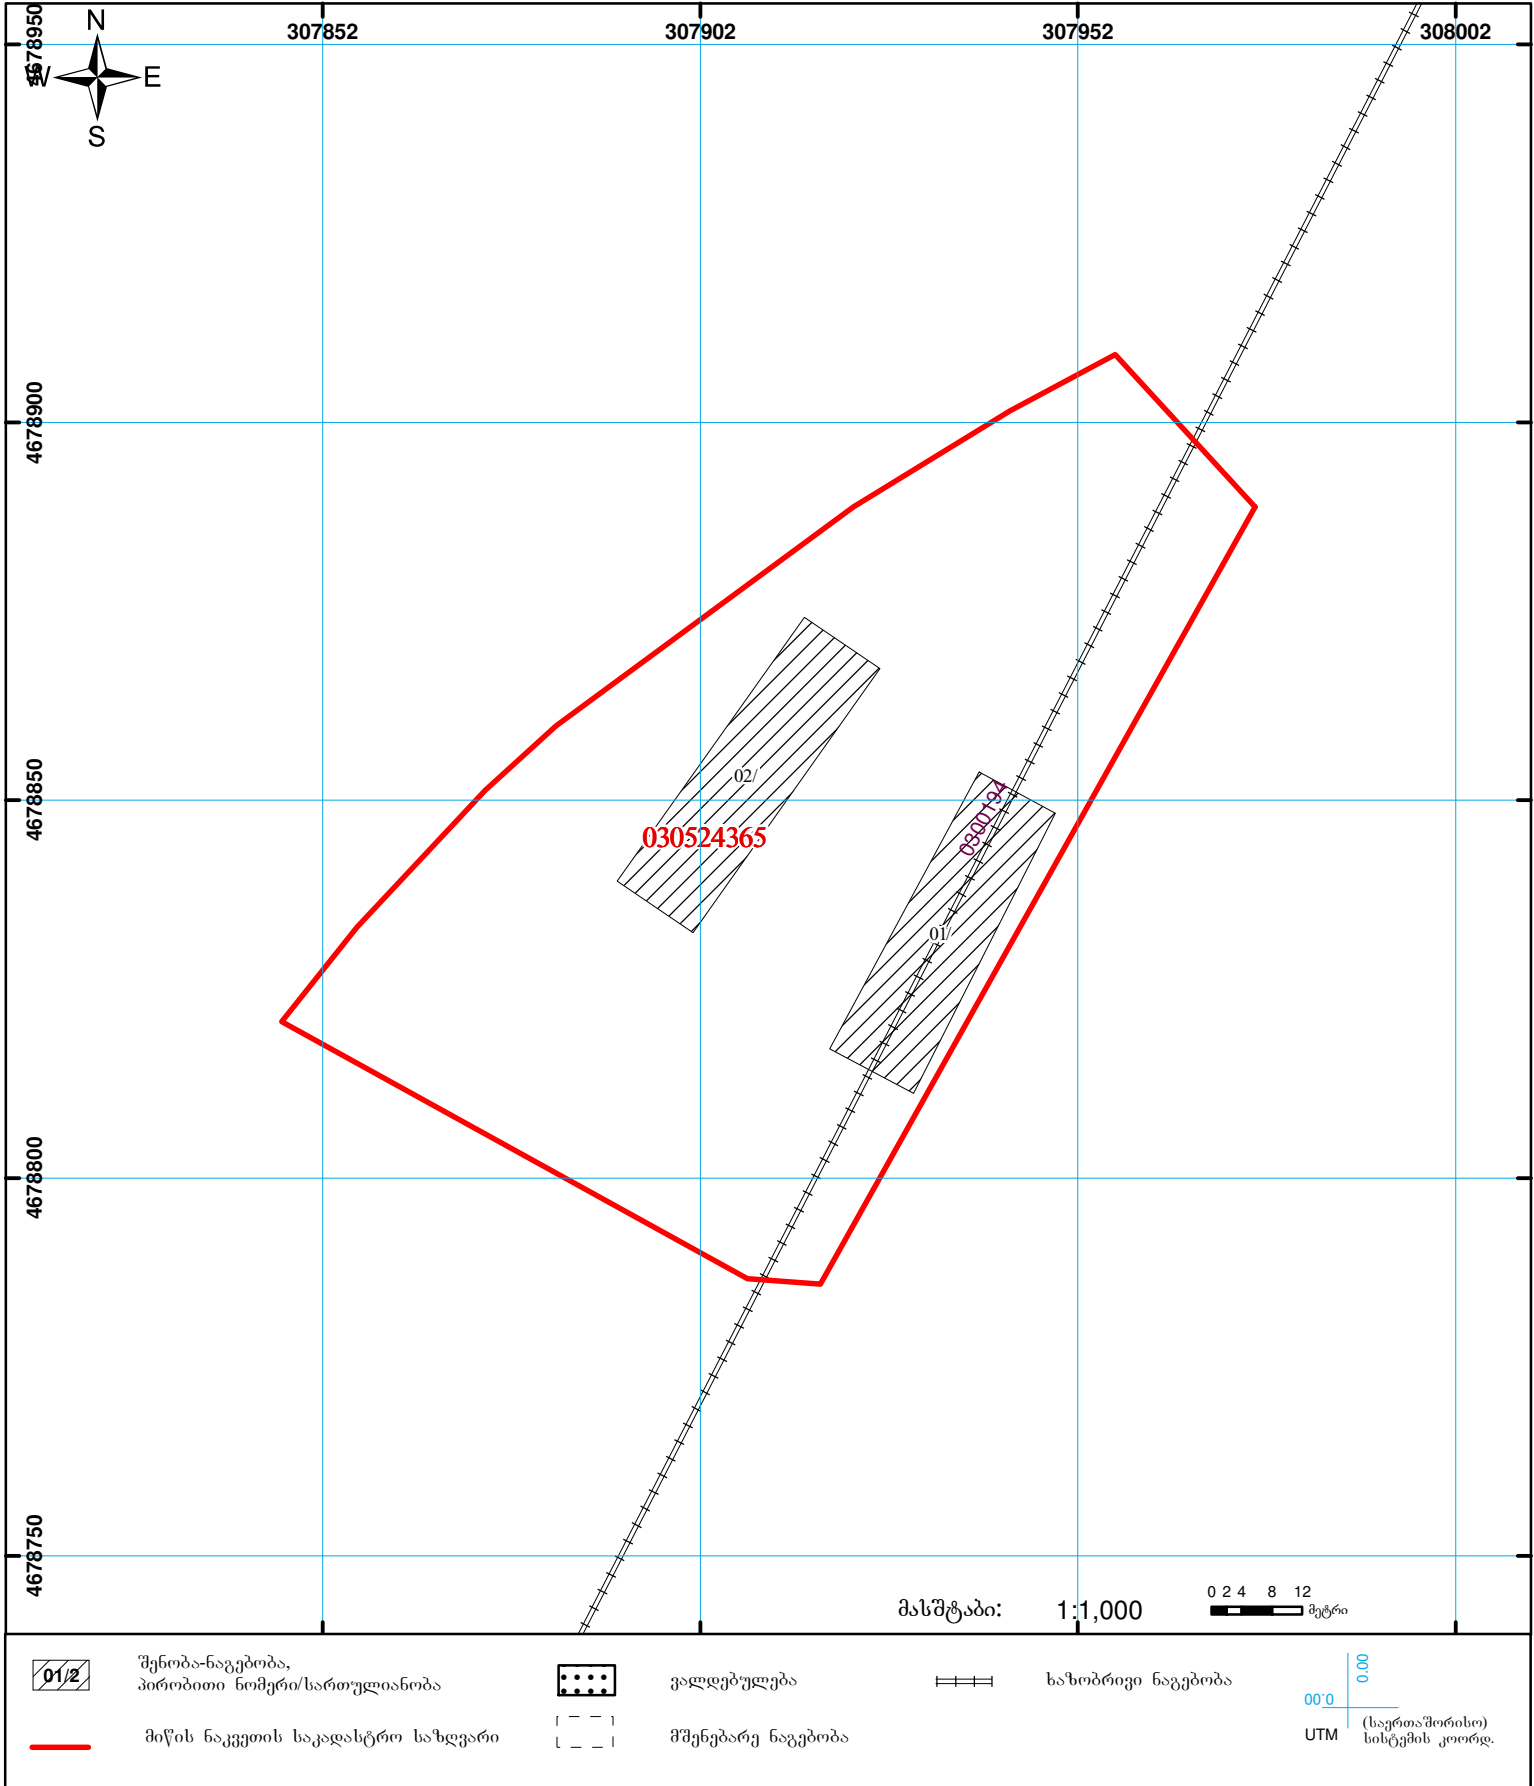 307852 307902 307952 308002
4678950
N
W E
S
4678900
4678850
02/
030524365
0300194
01/
4678800
4678750
მასშტაბი: 1:1,000
0 2 4 8 12
მეტრი
01/2
შენობა-ნაგებობა,
პირობითი ნომერი/სართულიანობა
ვალდებულება
ხაზობრივი ნაგებობა
მიწის ნაკვეთის საკადასტრო საზღვარი
მშენებარე ნაგებობა
00.0
00.0
UTM
(საერთაშორისო)
სისტემის კოორდ.